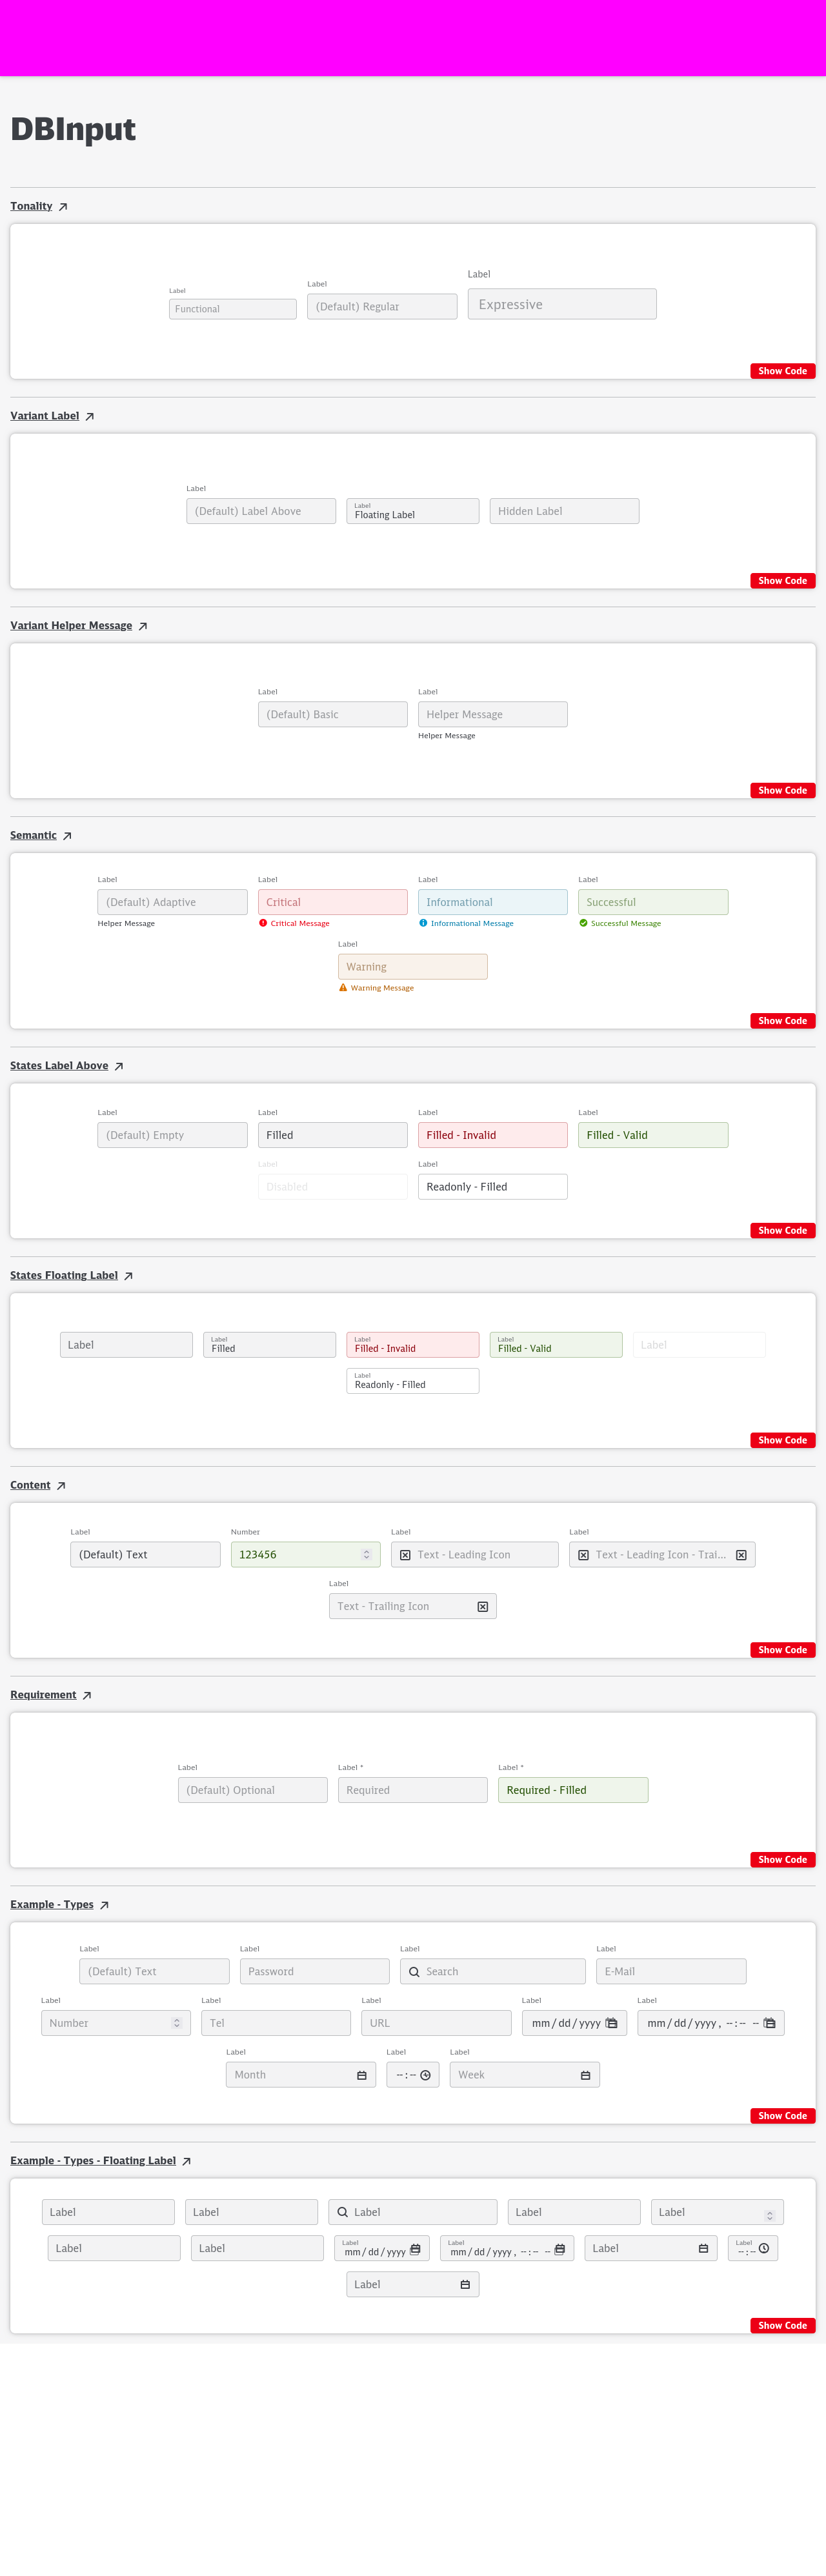 DBInput
Tonality
Label
Label
Label
Functional
(Default) Regular
Expressive
Show Code
Variant Label
Label
(Default) Label Above
Label
Floating Label
Hidden Label
Show Code
Variant Helper Message
Label
Label
(Default) Basic
Helper Message
Helper Message
Show Code
Semantic
Label
Label
Label
Label
(Default) Adaptive
Critical
Informational
Successful
Helper Message
Critical Message
Informational Message
Successful Message
Label
Warning
Warning Message
Show Code
States Label Above
Label
Label
Label
Label
(Default) Empty
Filled
Filled - Invalid
Filled - Valid
Label
Label
Disabled
Readonly - Filled
Show Code
States Floating Label
Label
Label
Filled
Label
Filled - Invalid
Label
Filled - Valid
Label
Label
Readonly - Filled
Show Code
Content
Label
Number
Label
Label
(Default) Text
123456
Text - Leading Icon
Text - Leading Icon - Trai...
Label
Text - Trailing Icon
Show Code
Requirement
Label
Label *
Label *
(Default) Optional
Required
Required - Filled
Show Code
Example - Types
Label
Label
Label
Label
(Default) Text
Password
Search
E-Mail
Label
Label
Label
Label
Label
Number
Tel
URL
mm/dd/yyyy
mm/dd/yyyy, --:-- --
Label
Label
Label
Month
--:--
Week
Show Code
Example - Types - Floating Label
Label
Label
Label
Label
Label
Label
Label
Label
mm/dd/yyyy
Label
mm/dd/yyyy, --:-- --
Label
Label
--:--
Label
Show Code